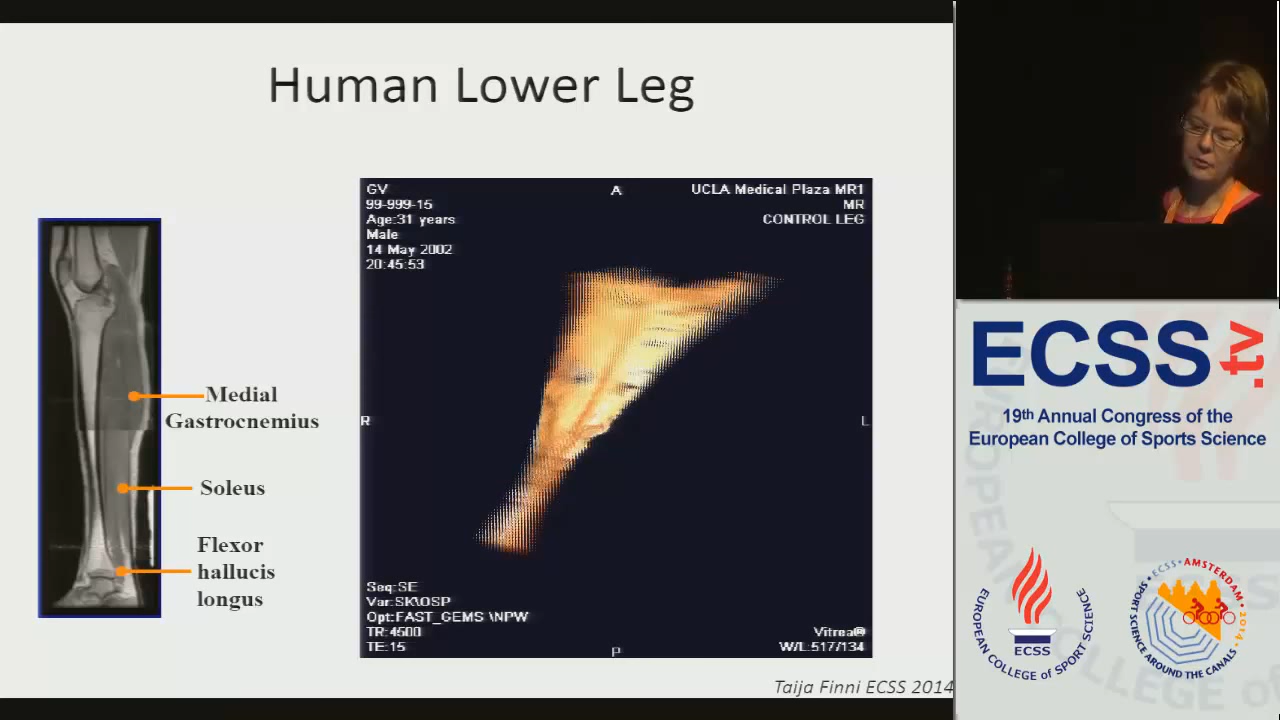 Human Lower Leg
GV
99-999-15
Age:31 years
Male
14 May 2002
20:45:53
A
UCLA Medical Plaza MR1
MR
CONTROL LEG
R
L
Medial
Gastrocnemius
Soleus
Flexor
hallucis
longus
Seq:SE
Var:SK\OSP
Opt:FAST_GEMS \NPW
TR:4500
TE:15
P
Vitrea®
W/L:517/134
Taija Finni ECSS 2014
ECSS.tv
19th Annual Congress of the
European College of Sports Science
EUROPEAN COLLEGE OF SPORT SCIENCE
ECSS
ECSS - AMSTERDAM 2014
SPORT SCIENCE AROUND THE CANALS